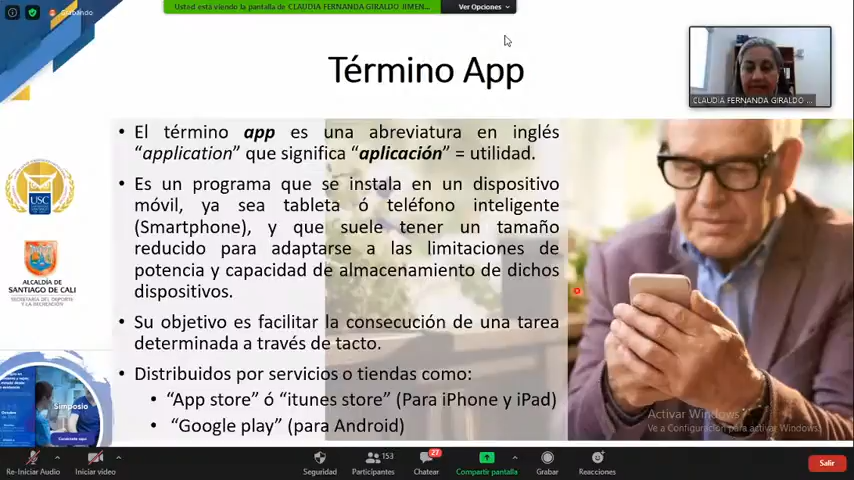 Grabando
Usted está viendo la pantalla de CLAUDIA FERNANDA GIRALDO JIMEN...
Ver Opciones
CLAUDIA FERNANDA GIRALDO ...
Término App
• El término app es una abreviatura en inglés
“application” que significa “aplicación” = utilidad.
• Es un programa que se instala en un dispositivo
móvil, ya sea tableta ó teléfono inteligente
(Smartphone), y que suele tener un tamaño
reducido para adaptarse a las limitaciones de
potencia y capacidad de almacenamiento de dichos
dispositivos.
• Su objetivo es facilitar la consecución de una tarea
determinada a través de tacto.
• Distribuidos por servicios o tiendas como:
• “App store” ó “itunes store” (Para iPhone y iPad)
• “Google play” (para Android)
USC
ALCALDÍA DE
SANTIAGO DE CALI
SECRETARÍA DEL DEPORTE
Y LA RECREACIÓN
Simposio
Activar Windows
Ve a Configuración para activar Windows.
Re-Iniciar Audio
Iniciar video
Seguridad
153
Participantes
27
Chatear
Compartir pantalla
Grabar
Reacciones
Salir